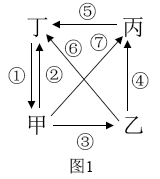 丁 ⑤ 丙
① ② ⑥ ⑦ ④
甲 ③ 乙
图1